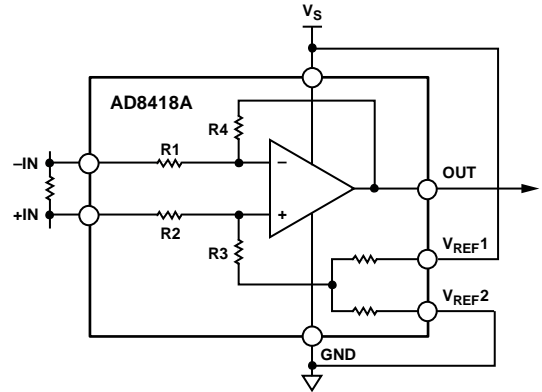 VS
AD8418A
R4
R1
–IN
–
OUT
+IN
+
R2
R3
VREF1
VREF2
GND